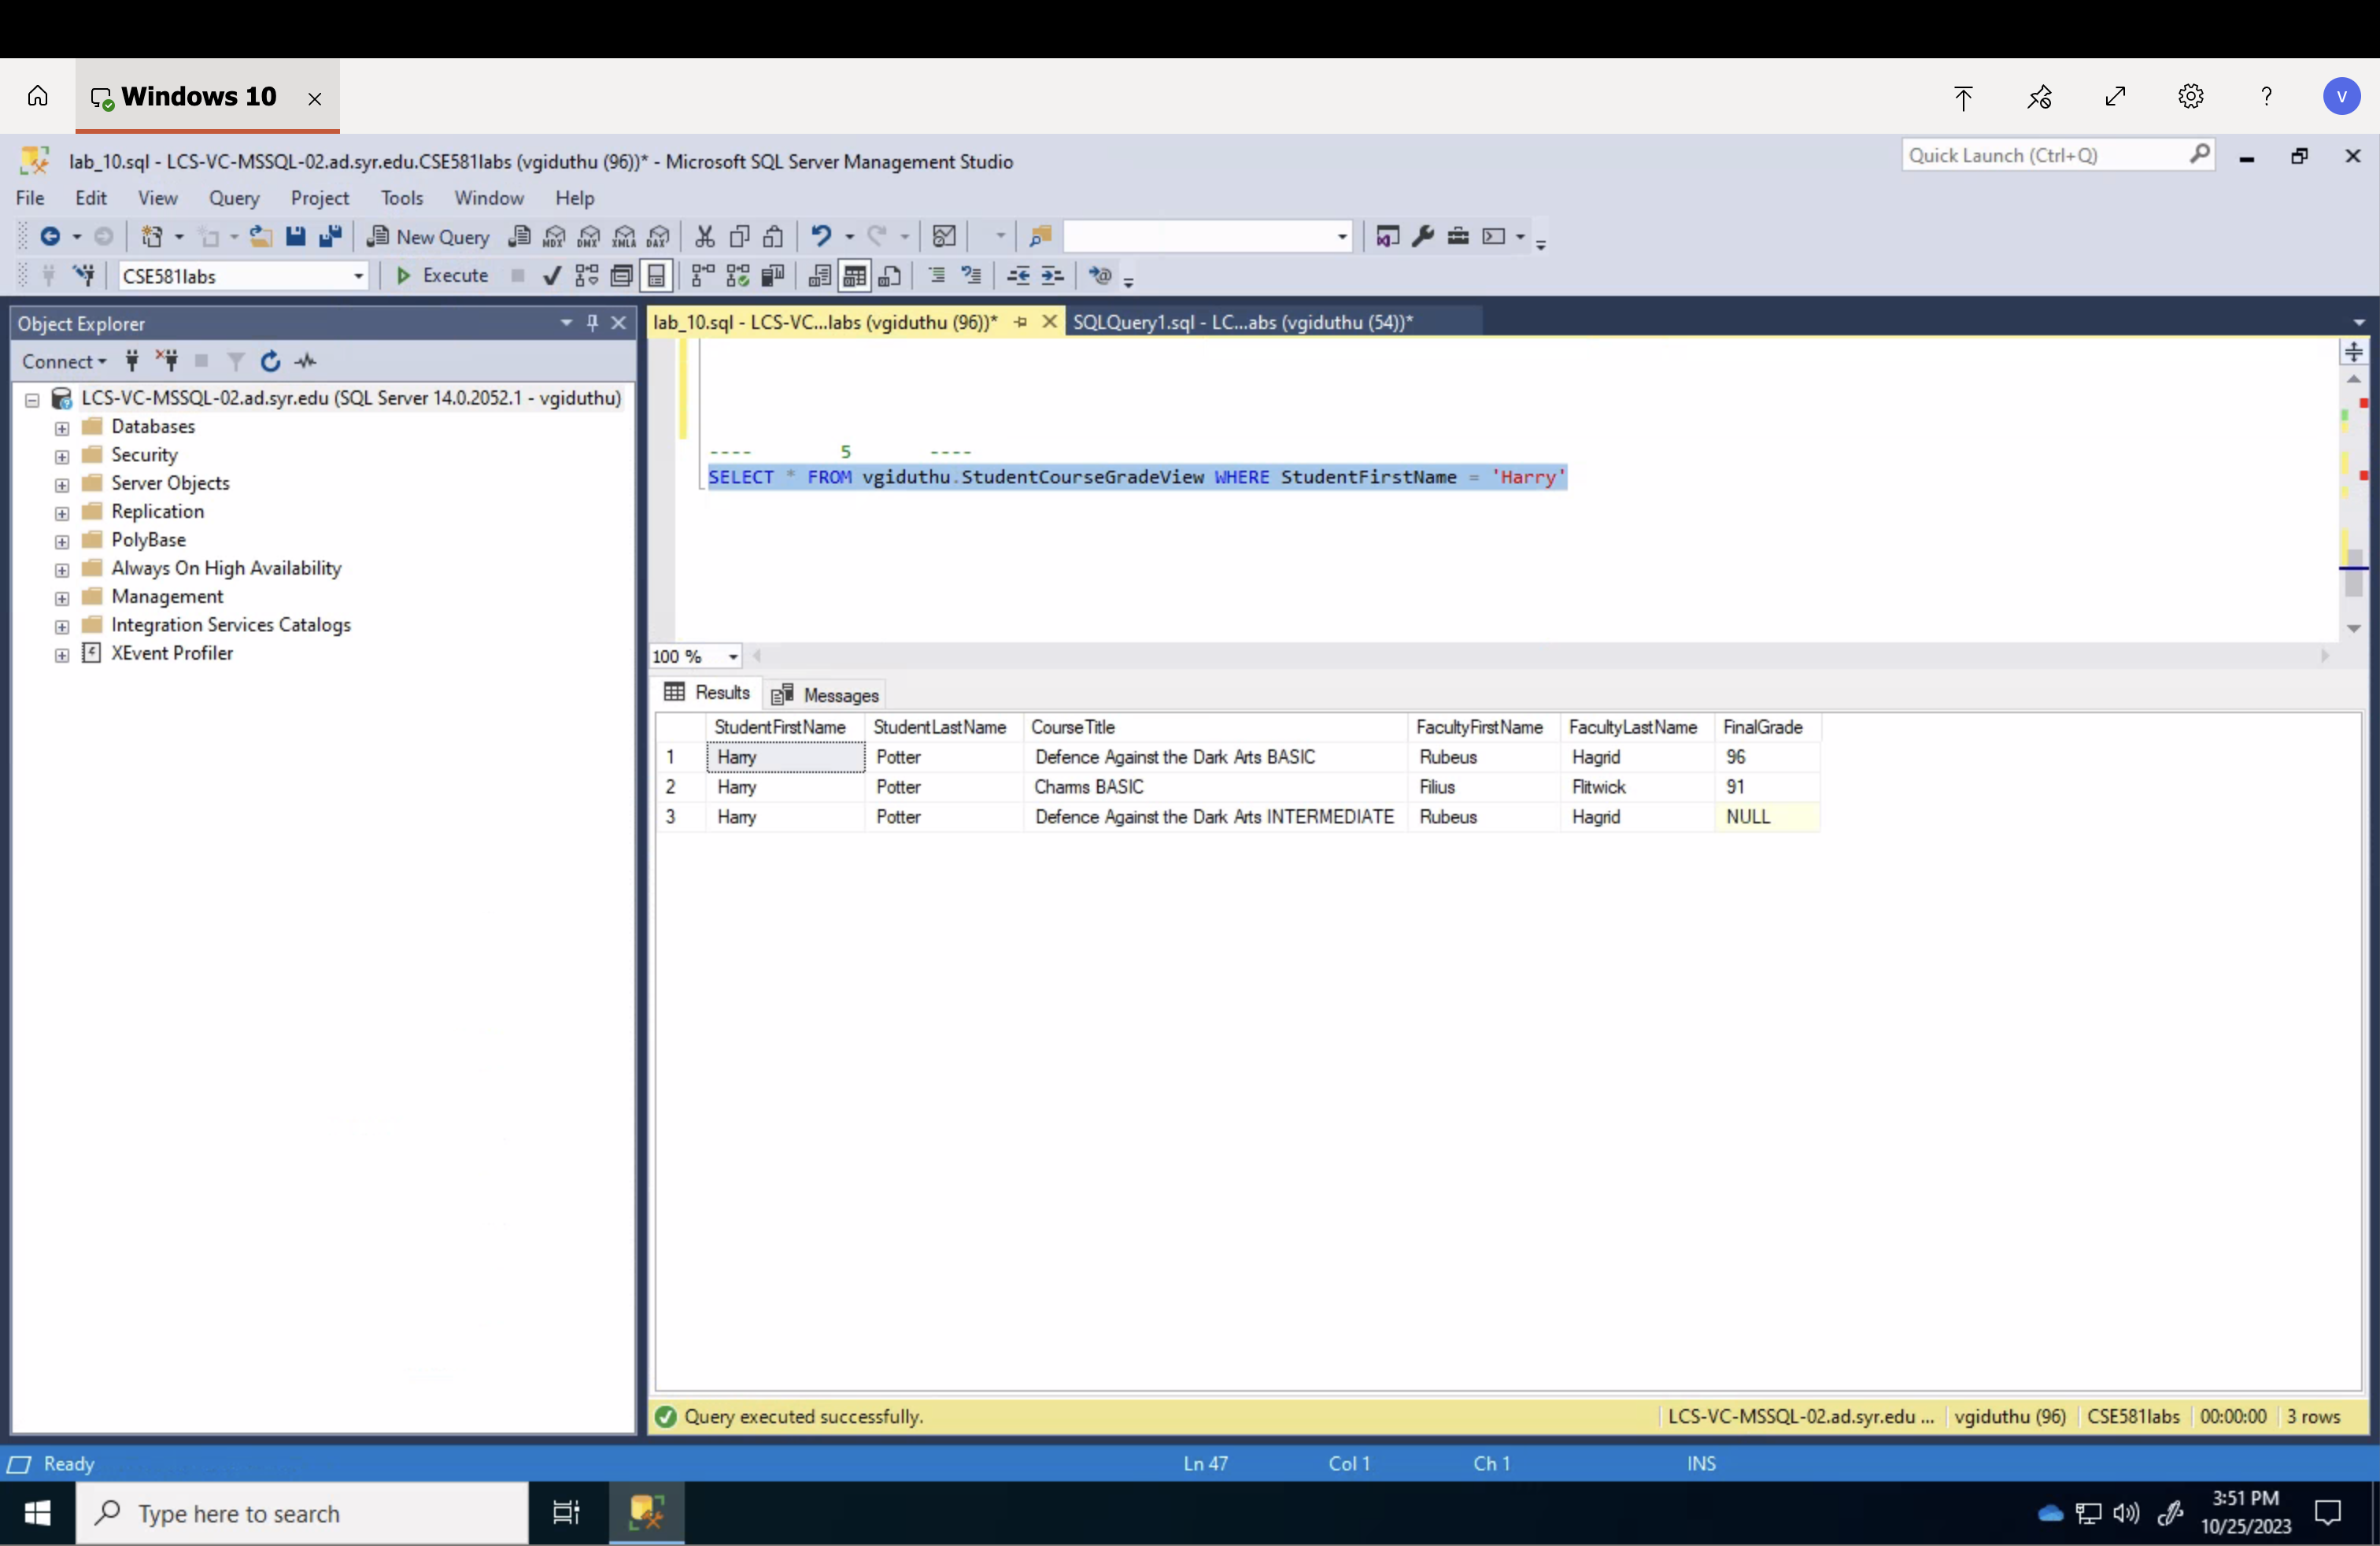 Windows 10
?
V
lab_10.sql - LCS-VC-MSSQL-02.ad.syr.edu.CSE581labs (vgiduthu (96))* - Microsoft SQL Server Management Studio
Quick Launch (Ctrl+Q)
File Edit View Query Project Tools Window Help
New Query MDX DMX XMLA DAX
CSE581labs Execute
Object Explorer
Connect
LCS-VC-MSSQL-02.ad.syr.edu (SQL Server 14.0.2052.1 - vgiduthu)
Databases
Security
Server Objects
Replication
PolyBase
Always On High Availability
Management
Integration Services Catalogs
XEvent Profiler
lab_10.sql - LCS-VC...labs (vgiduthu (96))* SQLQuery1.sql - LC...abs (vgiduthu (54))*
---- 5 ----
SELECT * FROM vgiduthu.StudentCourseGradeView WHERE StudentFirstName = 'Harry'
100 %
Results Messages
StudentFirstName StudentLastName CourseTitle FacultyFirstName FacultyLastName FinalGrade
1 Harry Potter Defence Against the Dark Arts BASIC Rubeus Hagrid 96
2 Harry Potter Charms BASIC Filius Flitwick 91
3 Harry Potter Defence Against the Dark Arts INTERMEDIATE Rubeus Hagrid NULL
Query executed successfully. LCS-VC-MSSQL-02.ad.syr.edu ... vgiduthu (96) CSE581labs 00:00:00 3 rows
Ready Ln 47 Col 1 Ch 1 INS
Type here to search
3:51 PM
10/25/2023